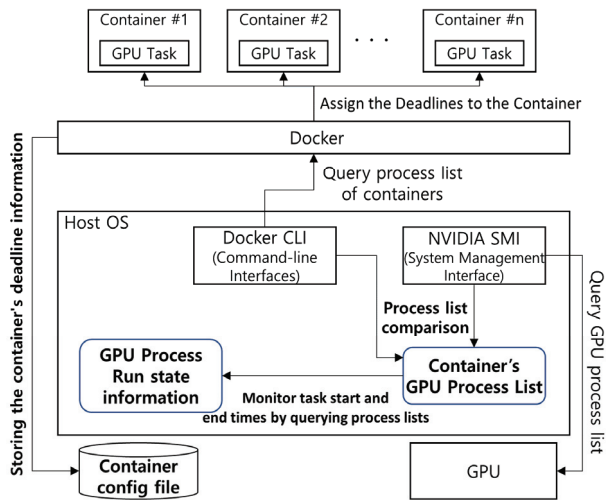 Container #1
Container #2
Container #n
GPU Task
GPU Task
. . .
GPU Task
Assign the Deadlines to the Container
Docker
Storing the container's deadline information
Query process list
of containers
Host OS
Docker CLI
(Command-line
Interfaces)
NVIDIA SMI
(System Management
Interface)
Query GPU process list
Process list
comparison
GPU Process
Run state
information
Container's
GPU Process List
Monitor task start and
end times by querying process lists
Container
config file
GPU